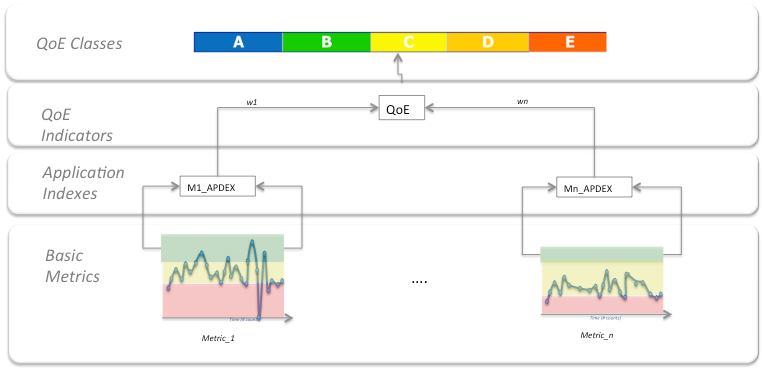 QoE Classes
A B C D E
QoE
Indicators
w1
QoE
wn
Application
Indexes
M1_APDEX
Mn_APDEX
Basic
Metrics
....
Time (# counts)
Metric_1
Time (# counts)
Metric_n